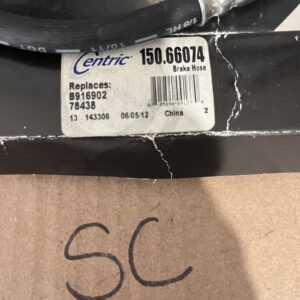 Centric
150.66074
Brake Hose
Replaces:
B916902
78438
13 143306 06:05:12 China 2
SC